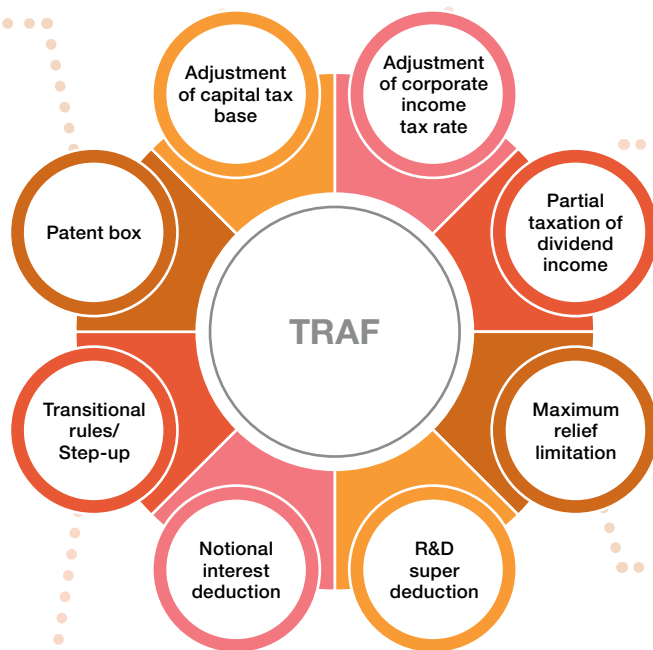 Adjustment
of capital tax
base
Adjustment
of corporate
income
tax rate
Patent box
Partial
taxation of
dividend
income
TRAF
Transitional
rules/
Step-up
Maximum
relief
limitation
Notional
interest
deduction
R&D
super
deduction